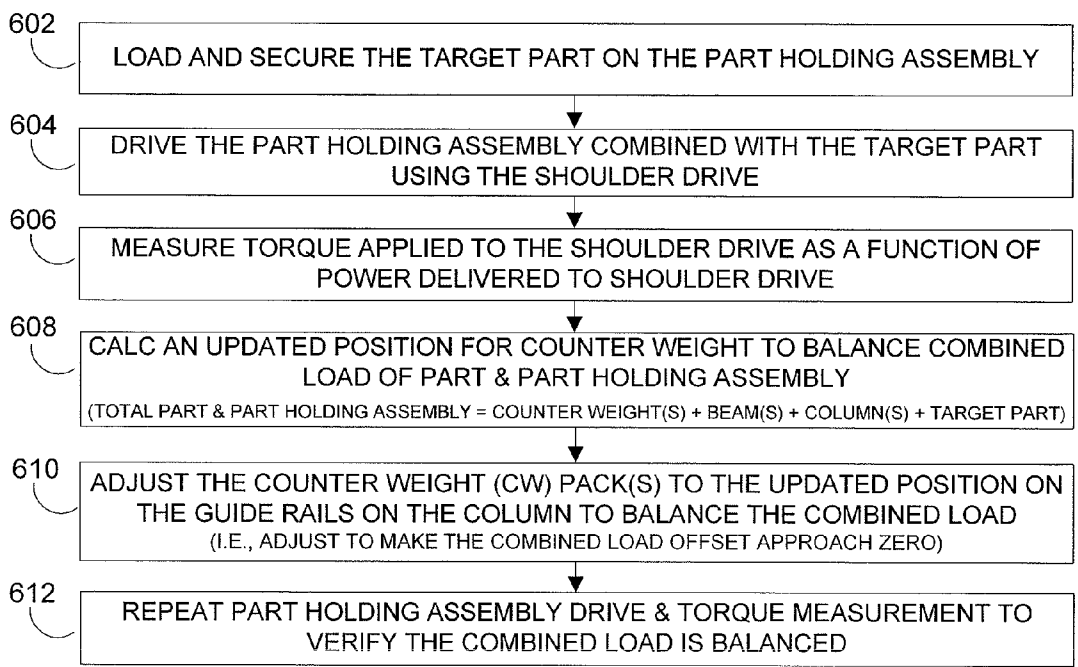 602
LOAD AND SECURE THE TARGET PART ON THE PART HOLDING ASSEMBLY
604
DRIVE THE PART HOLDING ASSEMBLY COMBINED WITH THE TARGET PART
USING THE SHOULDER DRIVE
606
MEASURE TORQUE APPLIED TO THE SHOULDER DRIVE AS A FUNCTION OF
POWER DELIVERED TO SHOULDER DRIVE
608
CALC AN UPDATED POSITION FOR COUNTER WEIGHT TO BALANCE COMBINED
LOAD OF PART & PART HOLDING ASSEMBLY
(TOTAL PART & PART HOLDING ASSEMBLY = COUNTER WEIGHT(S) + BEAM(S) + COLUMN(S) + TARGET PART)
610
ADJUST THE COUNTER WEIGHT (CW) PACK(S) TO THE UPDATED POSITION ON
THE GUIDE RAILS ON THE COLUMN TO BALANCE THE COMBINED LOAD
(I.E., ADJUST TO MAKE THE COMBINED LOAD OFFSET APPROACH ZERO)
612
REPEAT PART HOLDING ASSEMBLY DRIVE & TORQUE MEASUREMENT TO
VERIFY THE COMBINED LOAD IS BALANCED